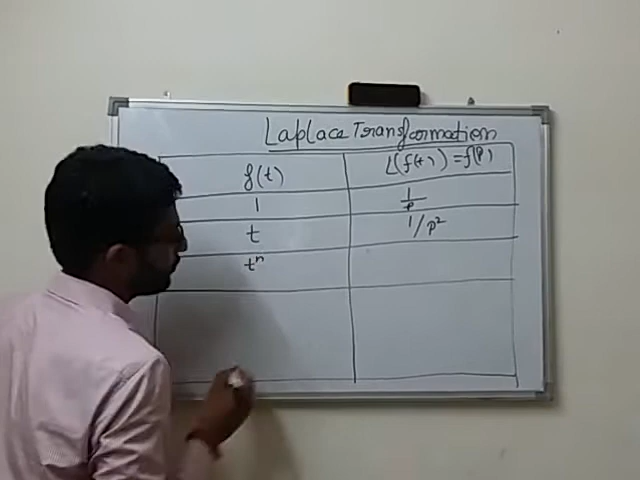 Laplace Transformation
f(t) L(f(t)) = f(p)
1 1/p
t 1/p²
tⁿ